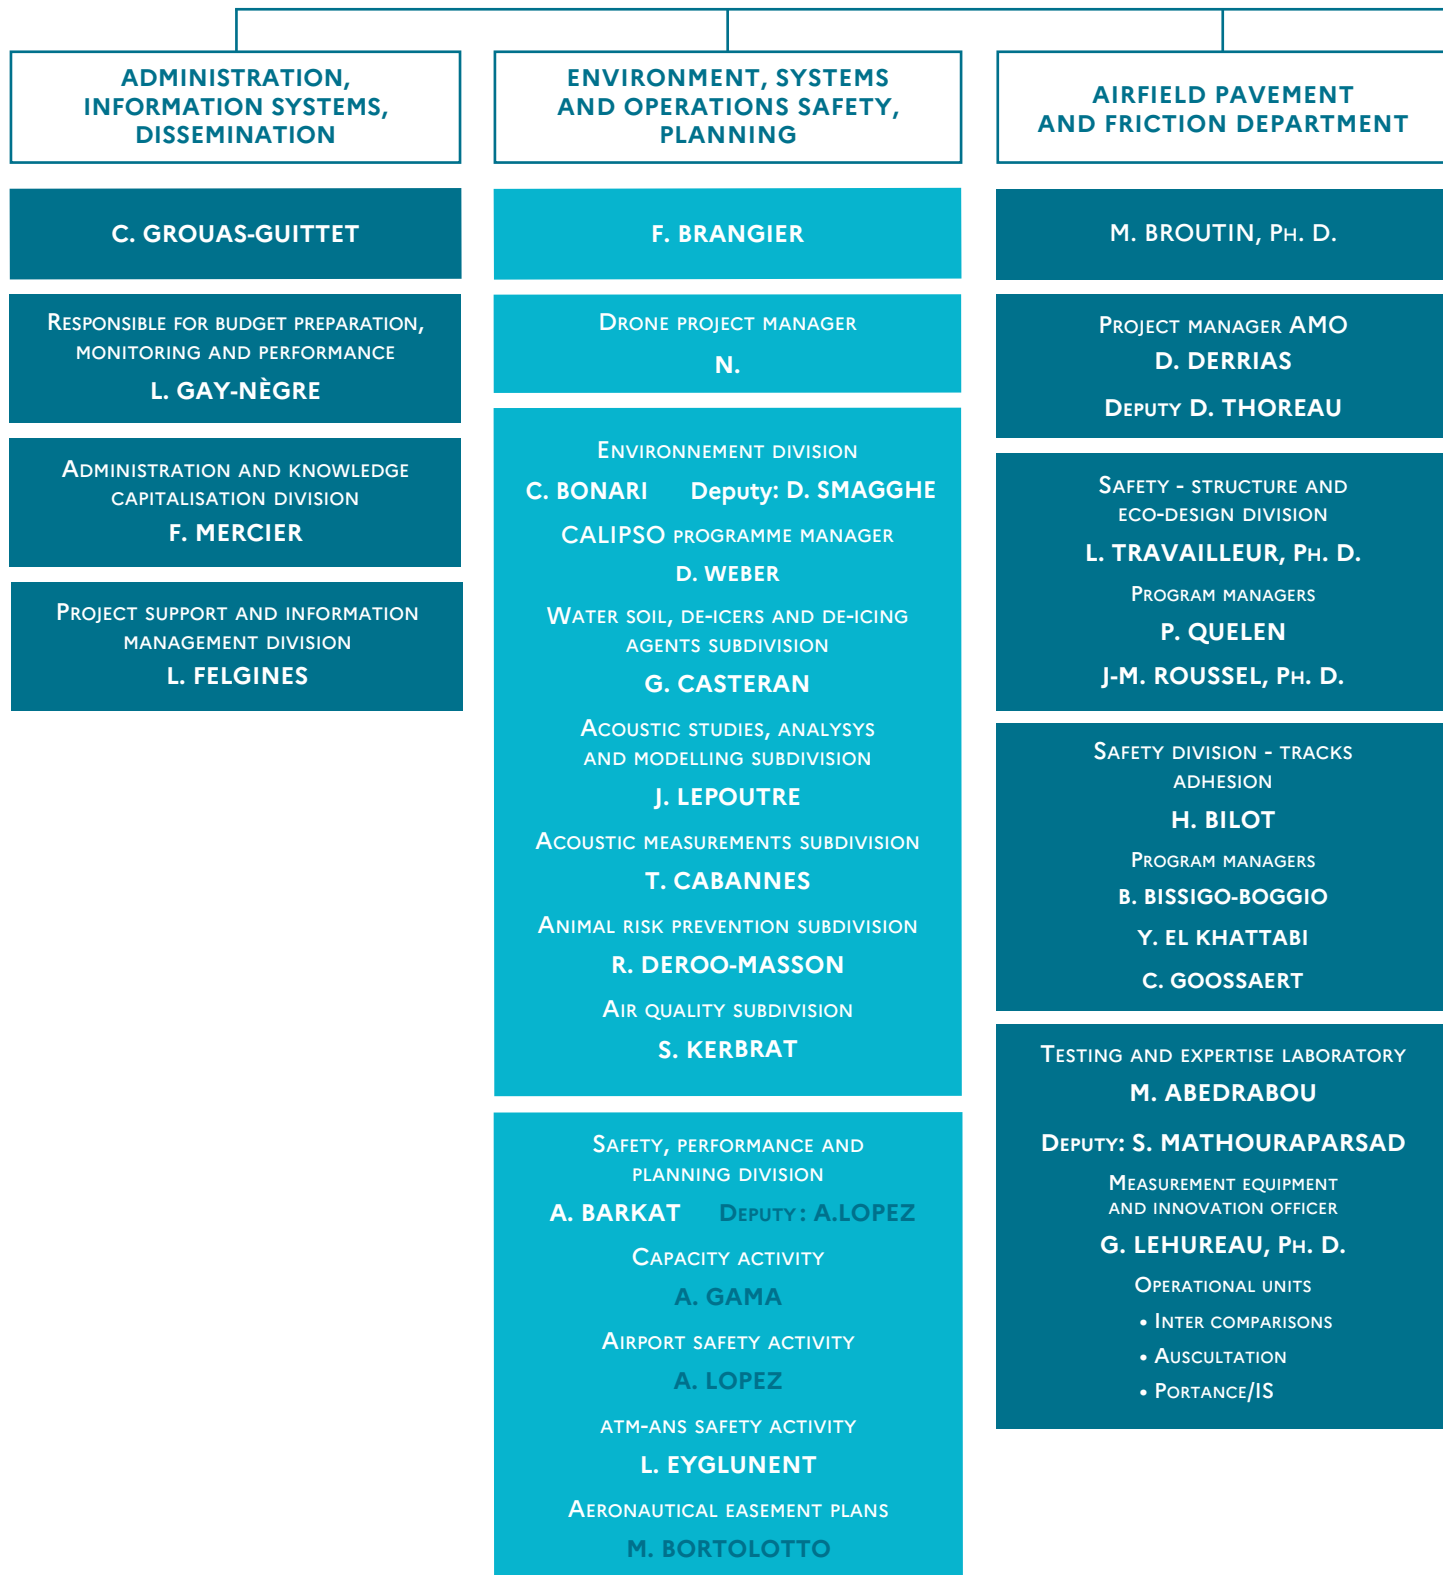 ADMINISTRATION,
INFORMATION SYSTEMS,
DISSEMINATION
C. GROUAS-GUITTET
Responsible for budget preparation,
monitoring and performance
L. GAY-NÈGRE
Administration and knowledge
capitalisation division
F. MERCIER
Project support and information
management division
L. FELGINES
ENVIRONMENT, SYSTEMS
AND OPERATIONS SAFETY,
PLANNING
F. BRANGIER
Drone project manager
N.
Environnement division
C. BONARI Deputy: D. SMAGGHE
CALIPSO programme manager
D. WEBER
Water soil, de-icers and de-icing
agents subdivision
G. CASTERAN
Acoustic studies, analysys
and modelling subdivision
J. LEPOUTRE
Acoustic measurements subdivision
T. CABANNES
Animal risk prevention subdivision
R. DEROO-MASSON
Air quality subdivision
S. KERBRAT
Safety, performance and
planning division
A. BARKAT Deputy : A.LOPEZ
Capacity activity
A. GAMA
Airport safety activity
A. LOPEZ
atm-ans safety activity
L. EYGLUNENT
Aeronautical easement plans
M. BORTOLOTTO
AIRFIELD PAVEMENT
AND FRICTION DEPARTMENT
M. BROUTIN, Ph. D.
Project manager AMO
D. DERRIAS
Deputy D. THOREAU
Safety - structure and
eco-design division
L. TRAVAILLEUR, Ph. D.
Program managers
P. QUELEN
J-M. ROUSSEL, Ph. D.
Safety division - tracks
adhesion
H. BILOT
Program managers
B. BISSIGO-BOGGIO
Y. EL KHATTABI
C. GOOSSAERT
Testing and expertise laboratory
M. ABEDRABOU
Deputy: S. MATHOURAPARSAD
Measurement equipment
and innovation officer
G. LEHUREAU, Ph. D.
Operational units
• Inter comparisons
• Auscultation
• Portance/IS